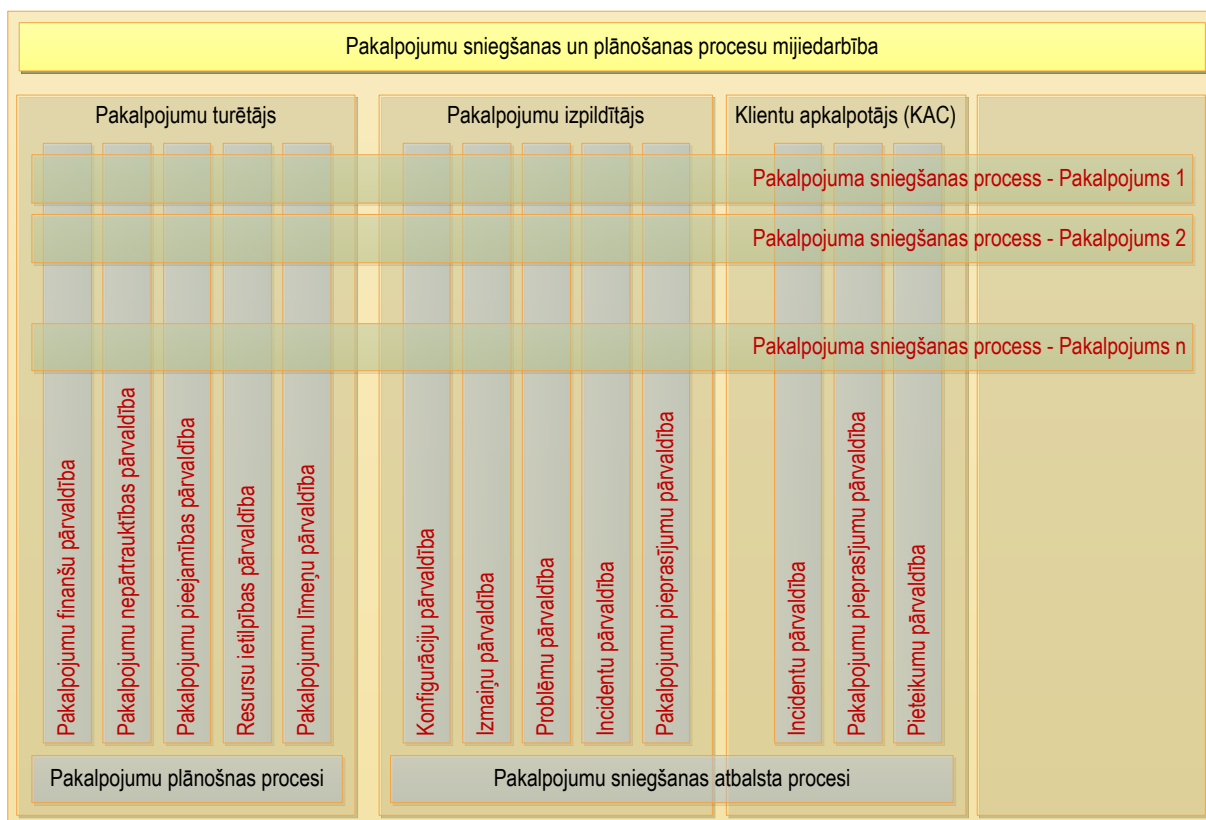 Pakalpojumu sniegšanas un plānošanas procesu mijiedarbība
Pakalpojumu turētājs
Pakalpojumu izpildītājs
Klientu apkalpotājs (KAC)
Pakalpojuma sniegšanas process - Pakalpojums 1
Pakalpojuma sniegšanas process - Pakalpojums 2
Pakalpojuma sniegšanas process - Pakalpojums n
Pakalpojumu finanšu pārvaldība
Pakalpojumu nepārtrauktības pārvaldība
Pakalpojumu pieejamības pārvaldība
Resursu ietilpības pārvaldība
Pakalpojumu līmeņu pārvaldība
Konfigurāciju pārvaldība
Izmaiņu pārvaldība
Problēmu pārvaldība
Incidentu pārvaldība
Pakalpojumu pieprasījumu pārvaldība
Incidentu pārvaldība
Pakalpojumu pieprasījumu pārvaldība
Pieteikumu pārvaldība
Pakalpojumu plānošnas procesi
Pakalpojumu sniegšanas atbalsta procesi